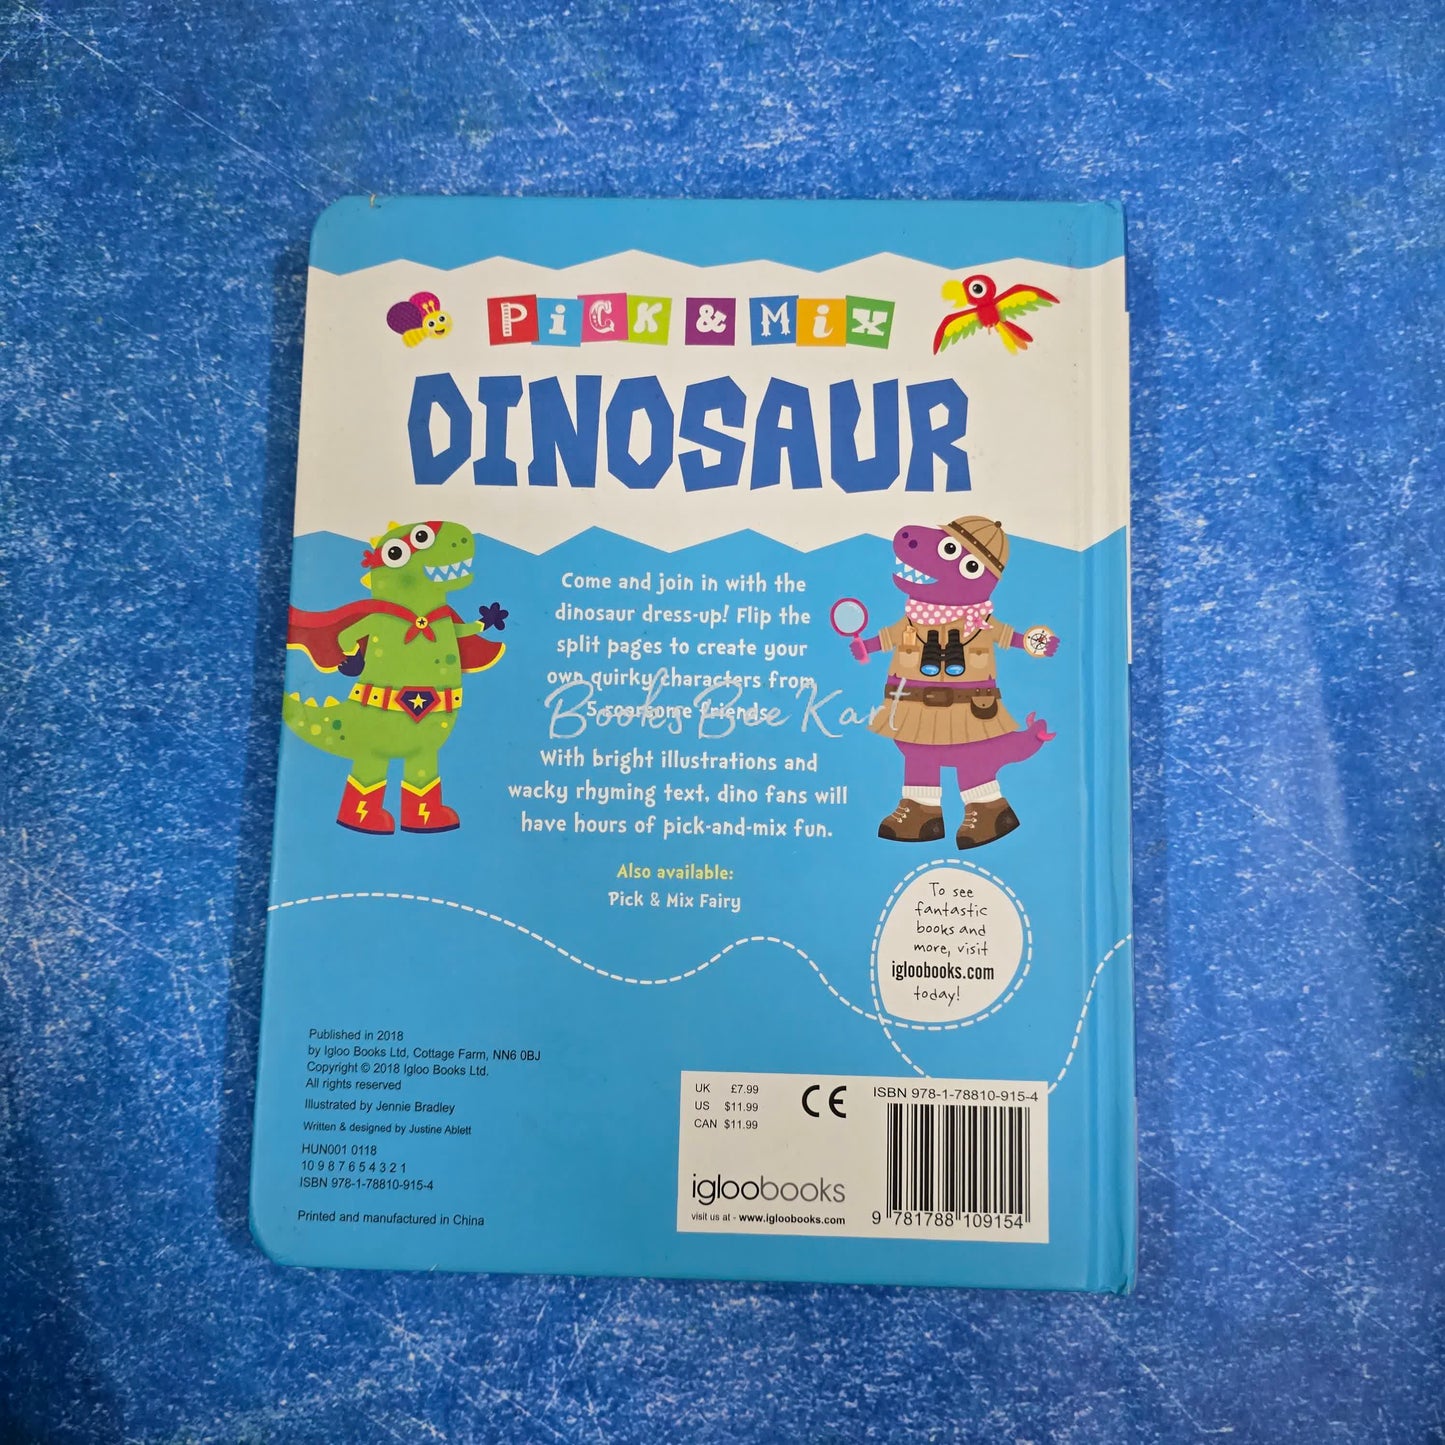 PiCK & MiX
DINOSAUR
Come and join in with the
dinosaur dress-up! Flip the
split pages to create your
own quirky characters from
5 roarsome friends.
Books Bee Kart
With bright illustrations and
wacky rhyming text, dino fans will
have hours of pick-and-mix fun.
Also available:
Pick & Mix Fairy
To see
fantastic
books and
more, visit
igloobooks.com
today!
Published in 2018
by Igloo Books Ltd, Cottage Farm, NN6 0BJ
Copyright © 2018 Igloo Books Ltd.
All rights reserved
Illustrated by Jennie Bradley
Written & designed by Justine Ablett
HUN001 0118
10 9 8 7 6 5 4 3 2 1
ISBN 978-1-78810-915-4
Printed and manufactured in China
UK £7.99
US $11.99
CAN $11.99
CE
ISBN 978-1-78810-915-4
igloobooks
visit us at - www.igloobooks.com
9 781788 109154